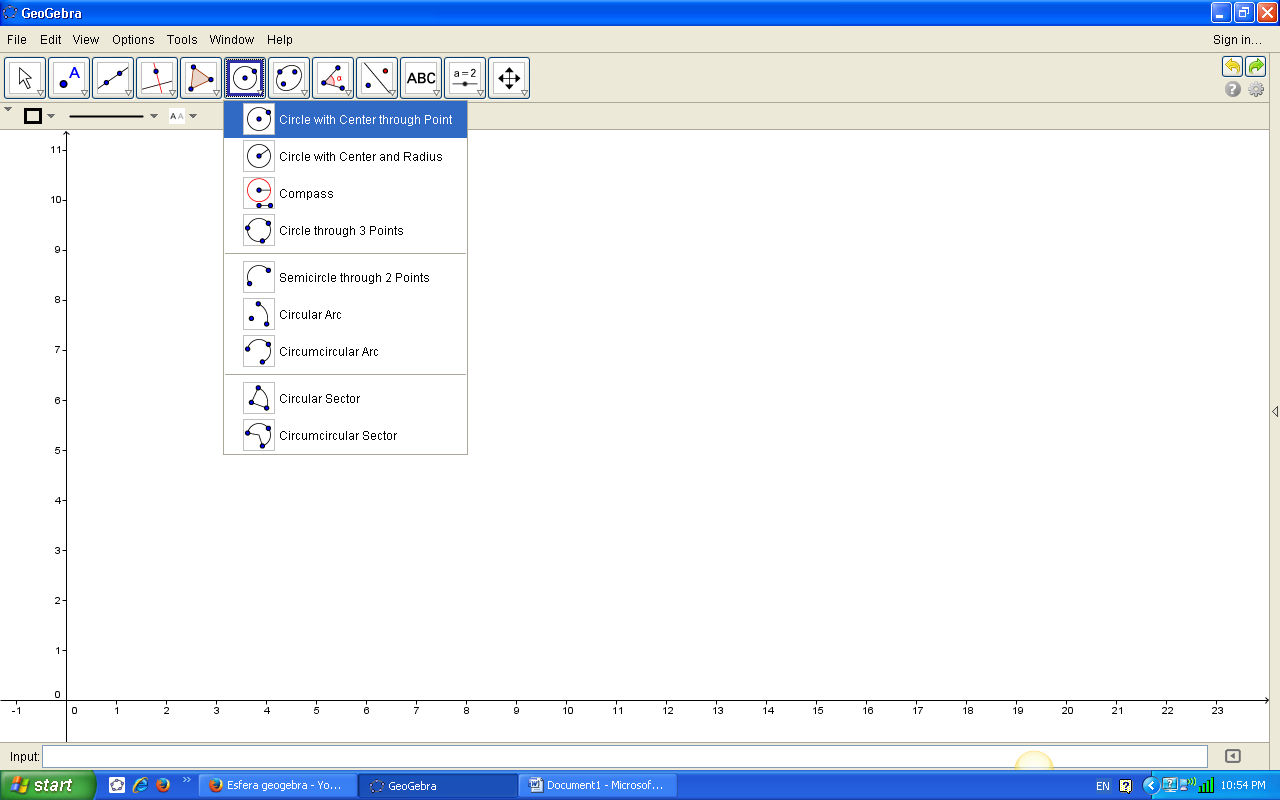 GeoGebra
File Edit View Options Tools Window Help Sign in...
A α ABC a=2
A A
Circle with Center through Point
Circle with Center and Radius
Compass
Circle through 3 Points
Semicircle through 2 Points
Circular Arc
Circumcircular Arc
Circular Sector
Circumcircular Sector
11
10
9
8
7
6
5
4
3
2
1
0
-1 0 1 2 3 4 5 6 7 8 9 10 11 12 13 14 15 16 17 18 19 20 21 22 23
Input:
start Esfera geogebra - Yo... GeoGebra Document1 - Microsof... EN 10:54 PM